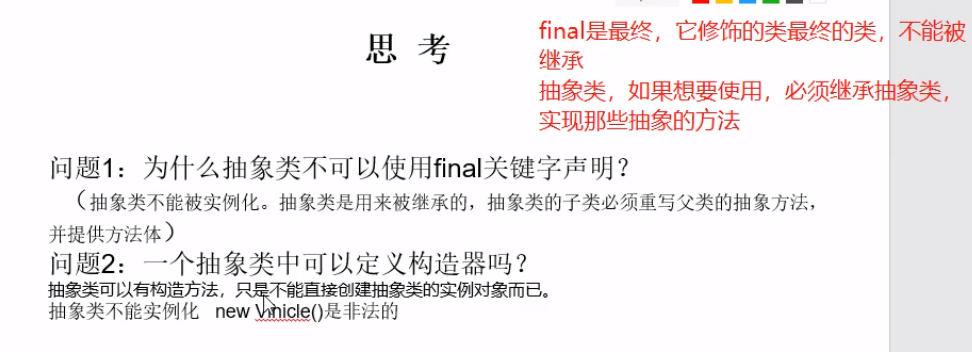 思 考
final是最终，它修饰的类最终的类，不能被
继承
抽象类，如果想要使用，必须继承抽象类，
实现那些抽象的方法
问题1：为什么抽象类不可以使用final关键字声明？
（抽象类不能被实例化。抽象类是用来被继承的，抽象类的子类必须重写父类的抽象方法，
并提供方法体）
问题2：一个抽象类中可以定义构造器吗？
抽象类可以有构造方法，只是不能直接创建抽象类的实例对象而已。
抽象类不能实例化 new 是非法的